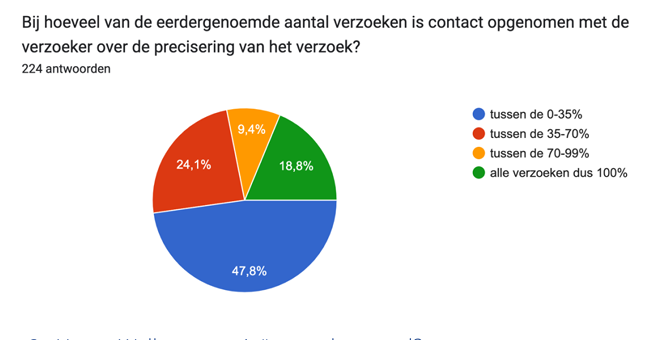 Bij hoeveel van de eerdergenoemde aantal verzoeken is contact opgenomen met de
verzoeker over de precisering van het verzoek?
224 antwoorden
9,4%
tussen de 0-35%
tussen de 35-70%
24,1%
18,8%
tussen de 70-99%
alle verzoeken dus 100%
47,8%